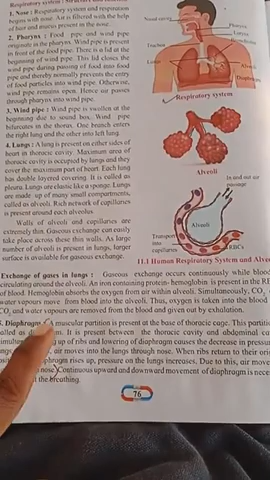 Respiratory System : Structure and
1. Nose : Respiratory system and respiration
begins with nose. Air is filtered with the help
of hair and mucus present in the nose.
2. Pharynx : Food pipe and wind pipe
originate in the pharynx. Wind pipe is present
in front of the food pipe. There is a lid at the
beginning of wind pipe. This lid closes the
wind pipe during passing of food into food
pipe and thereby normally prevents the entry
of food particles into wind pipe. Otherwise,
wind pipe remains open. Hence air passes
through pharynx into wind pipe.
3. Wind pipe : Wind pipe is swollen at the
beginning due to sound box. Wind pipe
bifurcates in the thorax. One branch enters
the right lung and the other into left lung.
4. Lungs : A lung is present on either sides of
heart in thoracic cavity. Maximum area of
thoracic cavity is occupied by lungs and they
cover the maximum part of heart. Each lung
has double layered covering. It is called as
pleura. Lungs are elastic like a sponge. Lungs
are made up of many small compartments,
called as alveoli. Rich network of capillaries
is present around each alveolus.
Walls of alveoli and capillaries are
extremely thin. Gaseous exchange can easily
take place across these thin walls. As large
number of alveoli is present in lungs, larger
surface is available for gaseous exchange.
Nasal cavity
Pharynx
Larynx
Trachea
Lungs
Alveoli
Diaphragm
Respiratory system
Alveoli
In and out air
passage
Alveoli
Transport
into
capillaries
RBCs
11.1 Human Respiratory System and Alveoli
Exchange of gases in lungs : Gaseous exchange occurs continuously while blood
circulating around the alveoli. An iron containing protein- hemoglobin is present in the RB
of blood. Hemoglobin absorbs the oxygen from air within alveoli. Simultaneously, CO₂
water vapours move from blood into the alveoli. Thus, oxygen is taken into the blood
CO₂ and water vapours are removed from the blood and given out by exhalation.
5. Diaphragm : A muscular partition is present at the base of thoracic cage. This partition
alled as m. It is present between the thoracic cavity and abdominal cav
simultane up of ribs and lowering of diaphragm causes the decrease in pressure
ungs air moves into the lungs through nose. When ribs return to their orig
phragm rises up, pressure on the lungs increases. Due to this, air move
nose. Continuous upward and downward movement of diaphragm is nece
t the breathing.
76